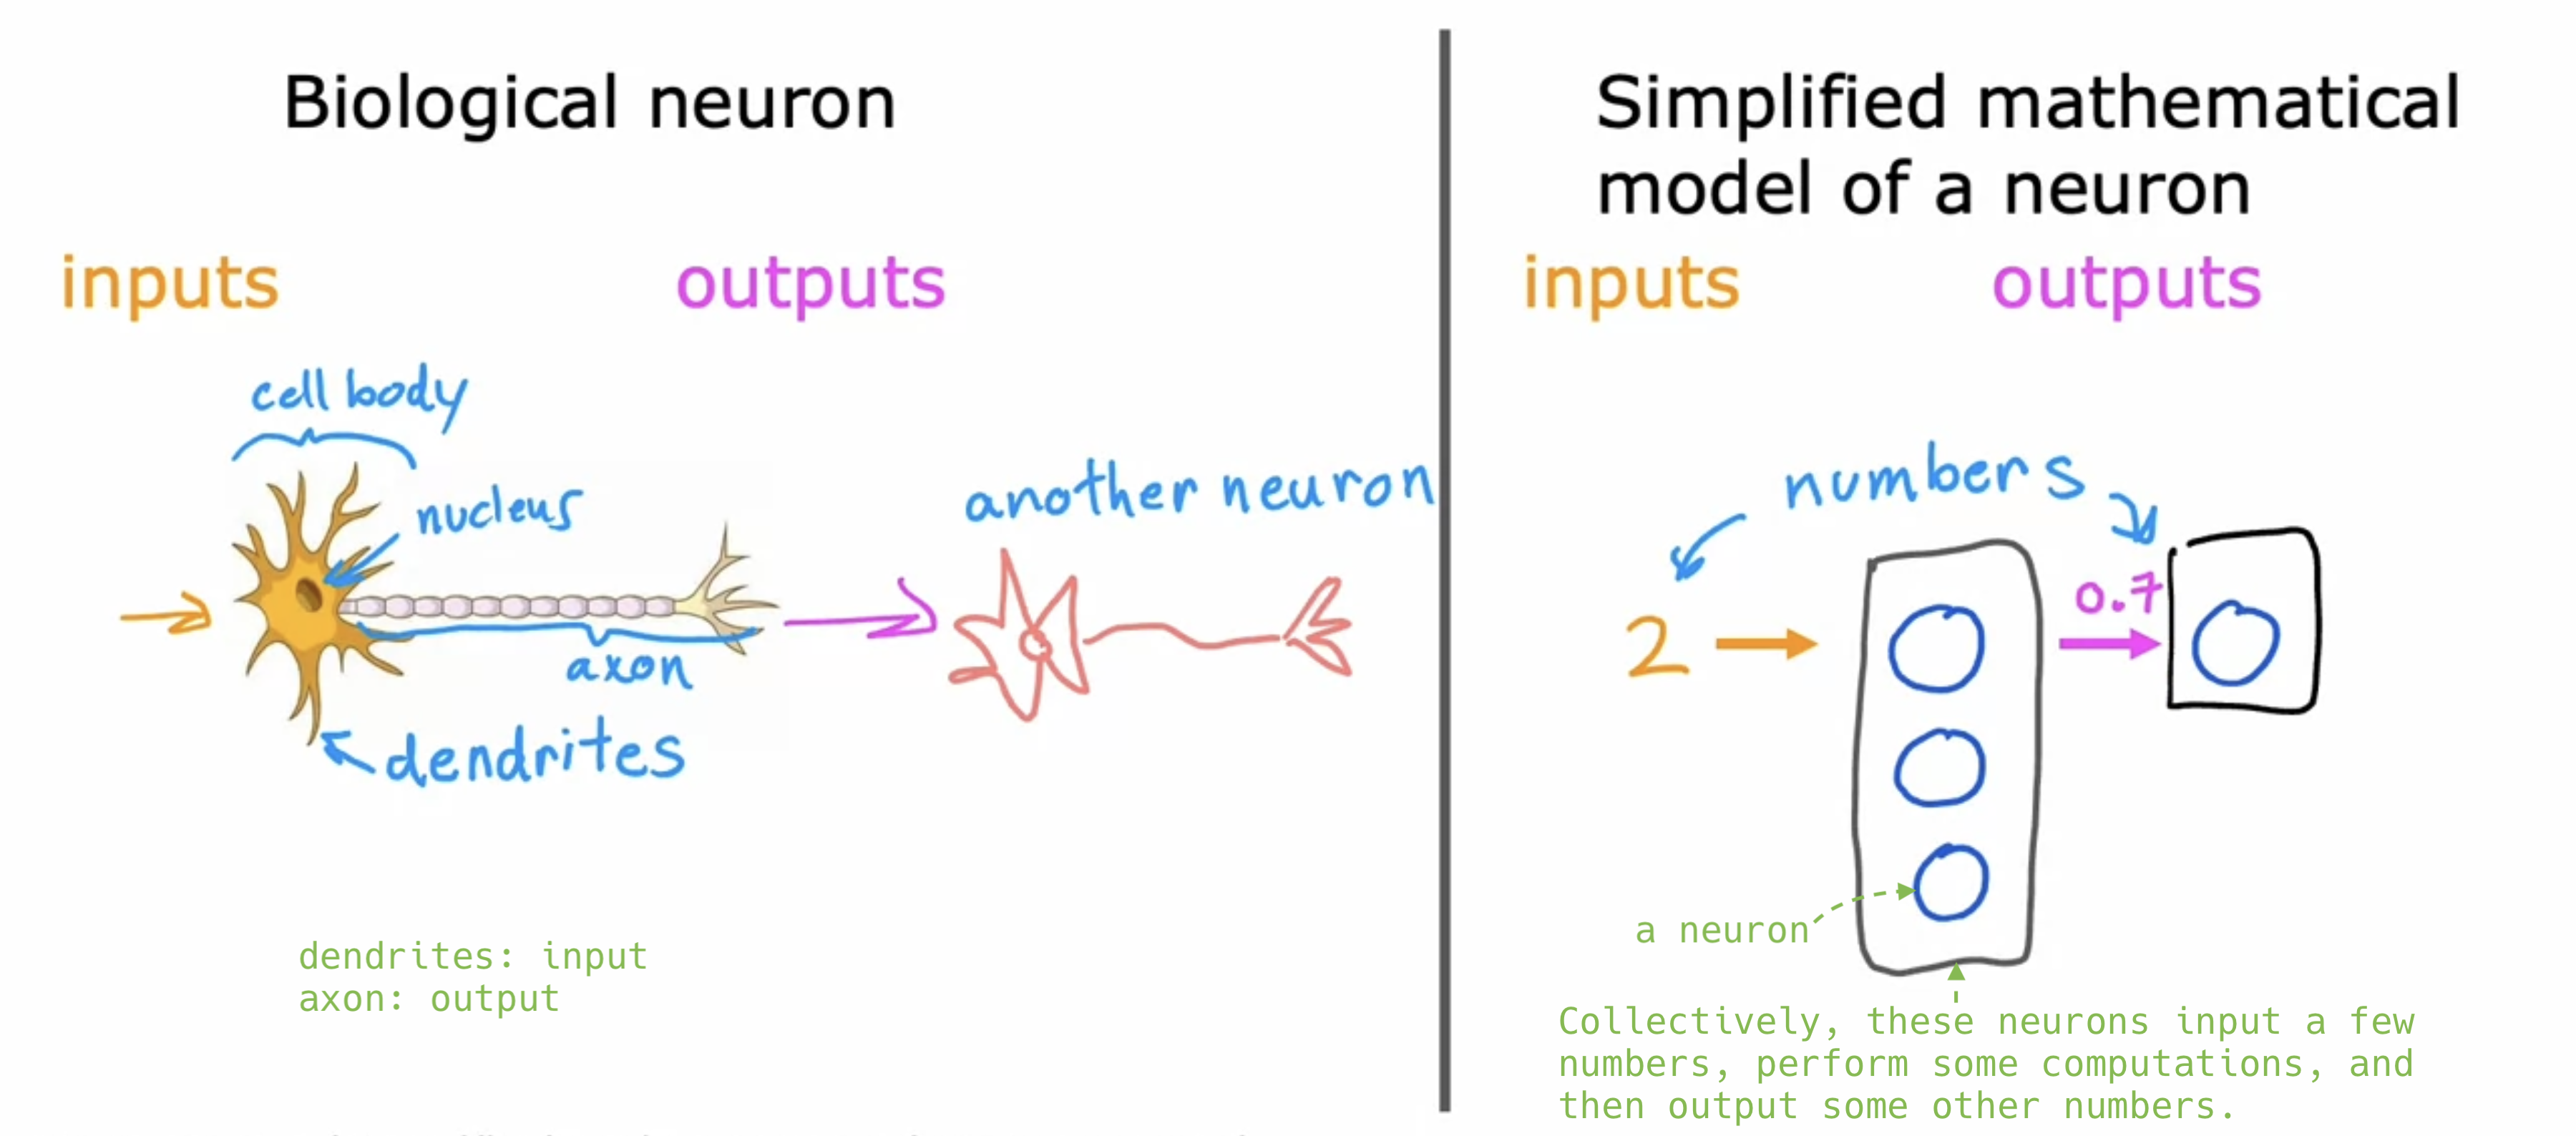 Biological neuron
inputs
outputs
cell body
nucleus
another neuron
axon
dendrites
dendrites: input
axon: output
Simplified mathematical
model of a neuron
inputs
outputs
numbers
2
0.7
a neuron
Collectively, these neurons input a few
numbers, perform some computations, and
then output some other numbers.